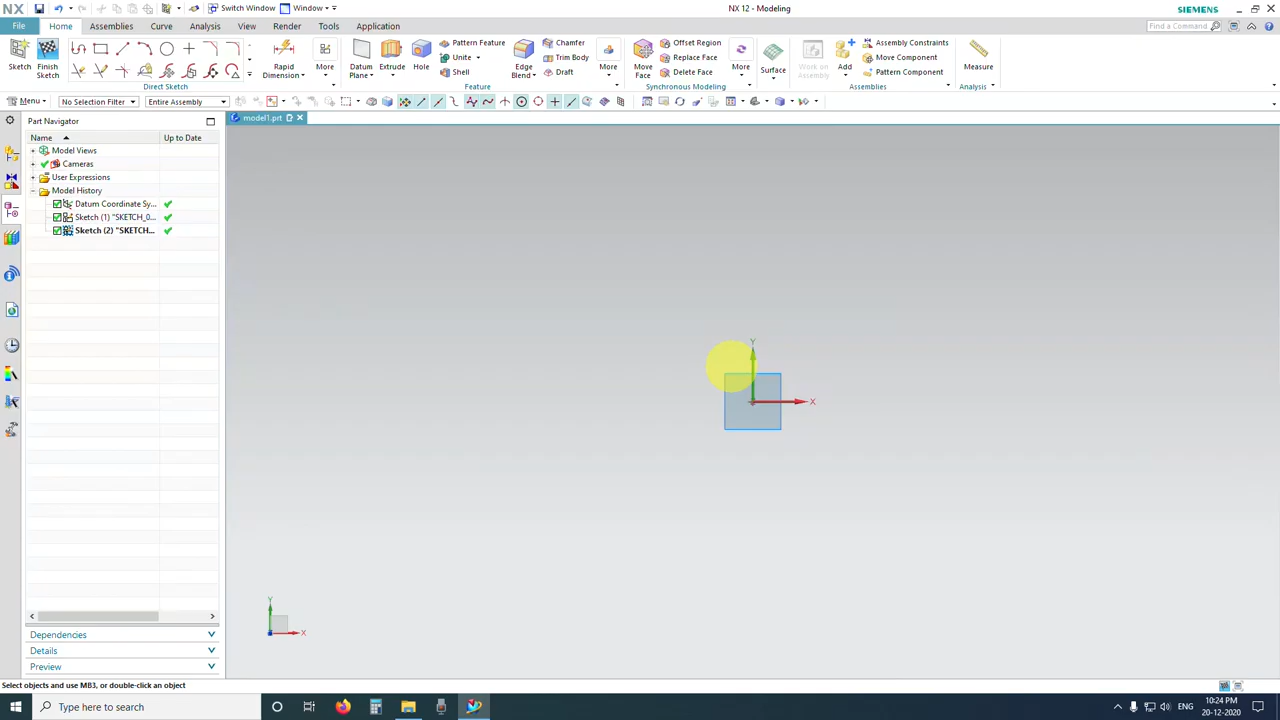 NX Switch Window Window NX 12 - Modeling SIEMENS
File Home Assemblies Curve Analysis View Render Tools Application Find a Command
Sketch Finish Sketch Rapid Dimension More Datum Plane Extrude Hole Pattern Feature Unite Shell Edge Blend Chamfer Trim Body Draft More Move Face Offset Region Replace Face Delete Face More Surface Work on Assembly Add Assembly Constraints Move Component Pattern Component Measure
Direct Sketch Feature Synchronous Modeling Assemblies Analysis
Menu No Selection Filter Entire Assembly
Part Navigator model1.prt
Name Up to Date
Model Views
Cameras
User Expressions
Model History
Datum Coordinate Sy...
Sketch (1) "SKETCH_0...
Sketch (2) "SKETCH...
Y
X
Y
X
Dependencies
Details
Preview
Select objects and use MB3, or double-click an object
Type here to search ENG 10:24 PM
20-12-2020